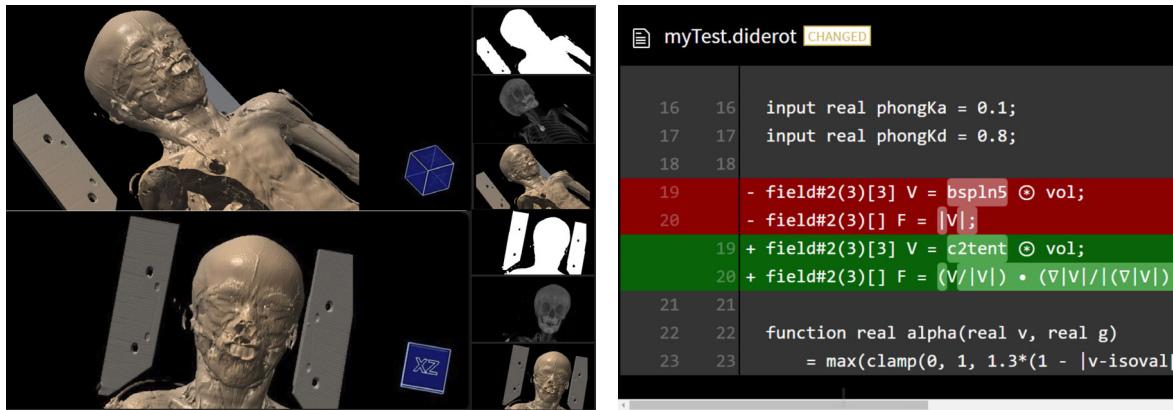 XZ
myTest.diderot CHANGED
16 16 input real phongKa = 0.1;
17 17 input real phongKd = 0.8;
18 18
19 - field#2(3)[3] V = bspln5 ⊛ vol;
20 - field#2(3)[] F = |V|;
19 + field#2(3)[3] V = c2tent ⊛ vol;
20 + field#2(3)[] F = (V/|V|) • (∇|V|/|(∇|V|)
21 21
22 22 function real alpha(real v, real g)
23 23 = max(clamp(0, 1, 1.3*(1 - |v-isoval|